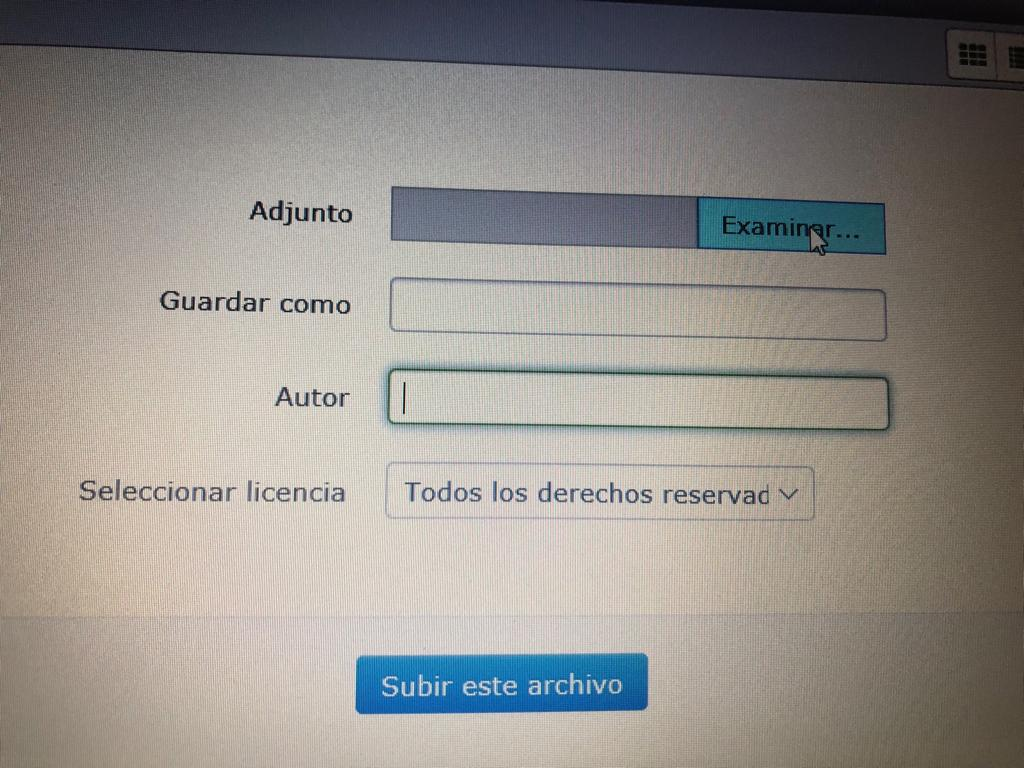 Adjunto
Examinar...
Guardar como
Autor
Seleccionar licencia
Todos los derechos reservad
Subir este archivo